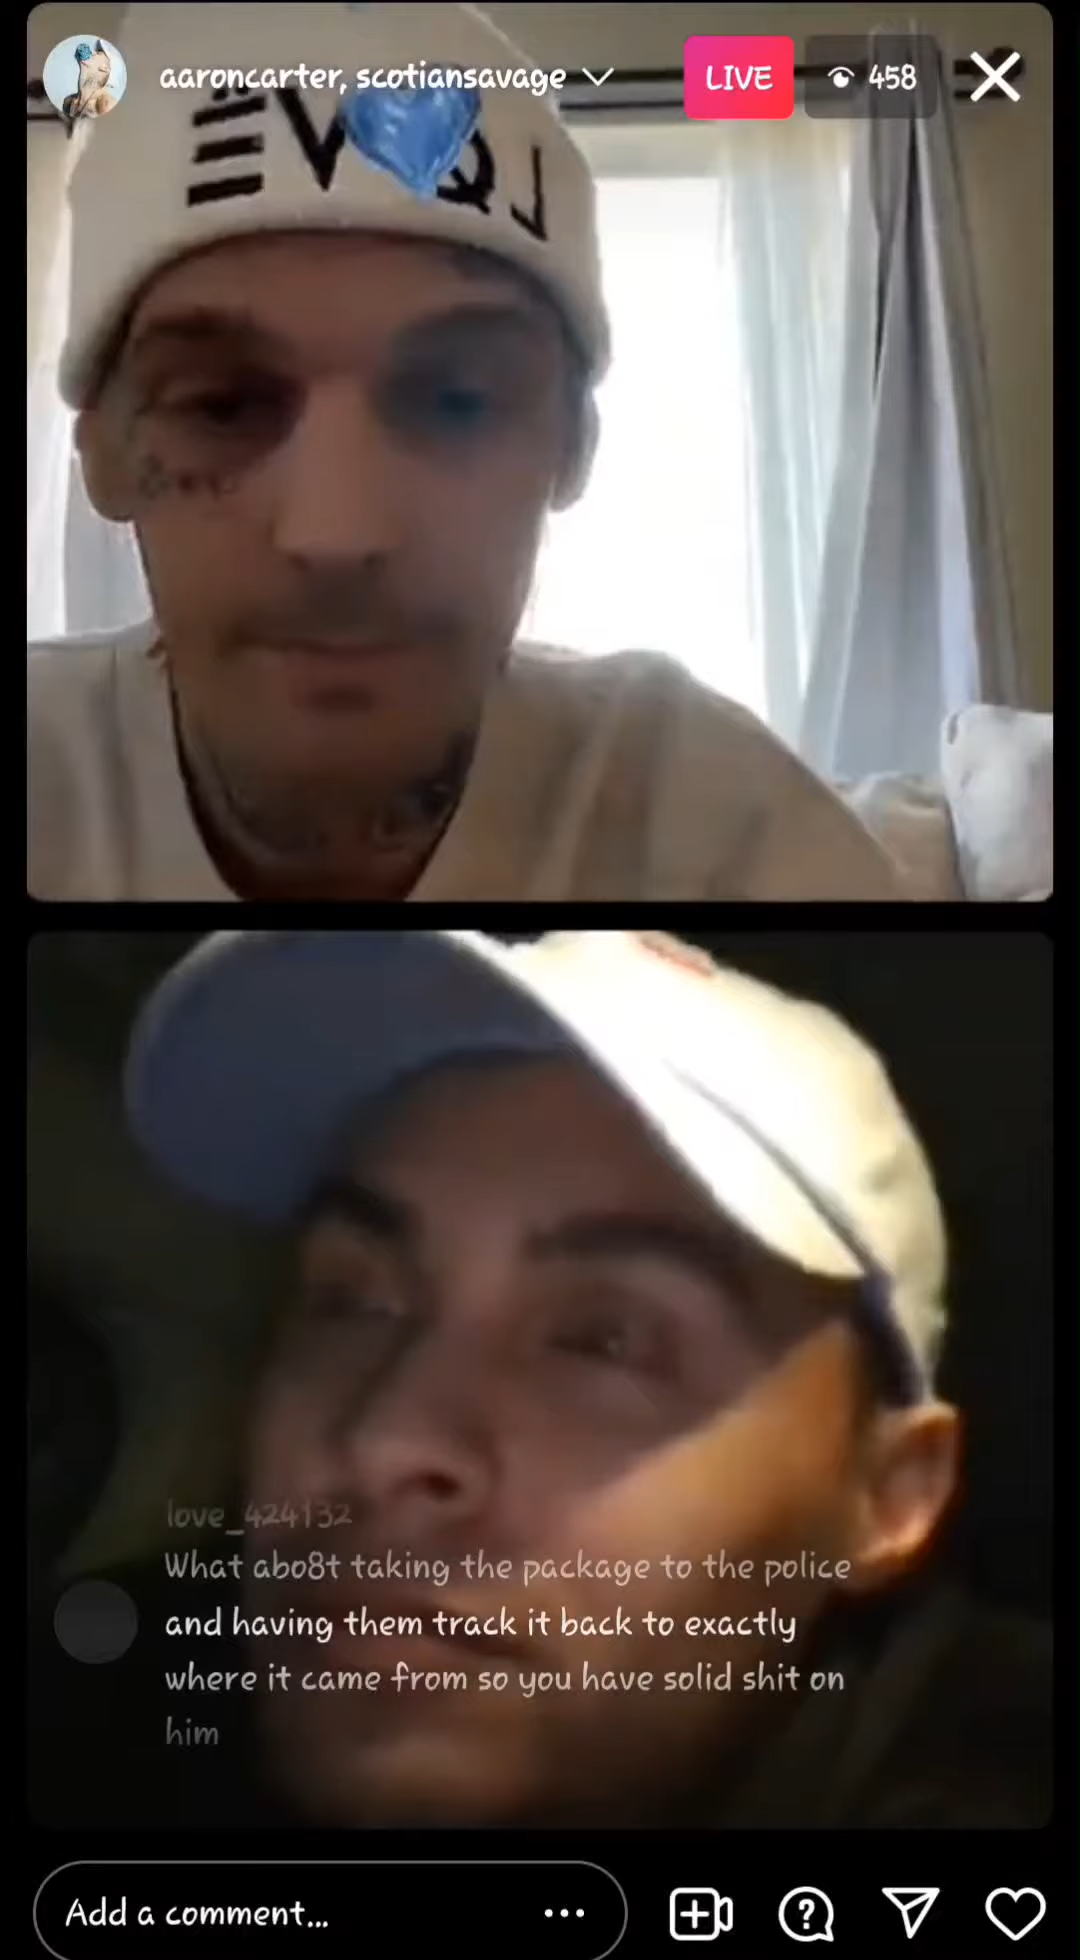 aaroncarter, scotiansavage
LIVE
458
love_424132
What abo8t taking the package to the police
and having them track it back to exactly
where it came from so you have solid shit on
him
Add a comment...